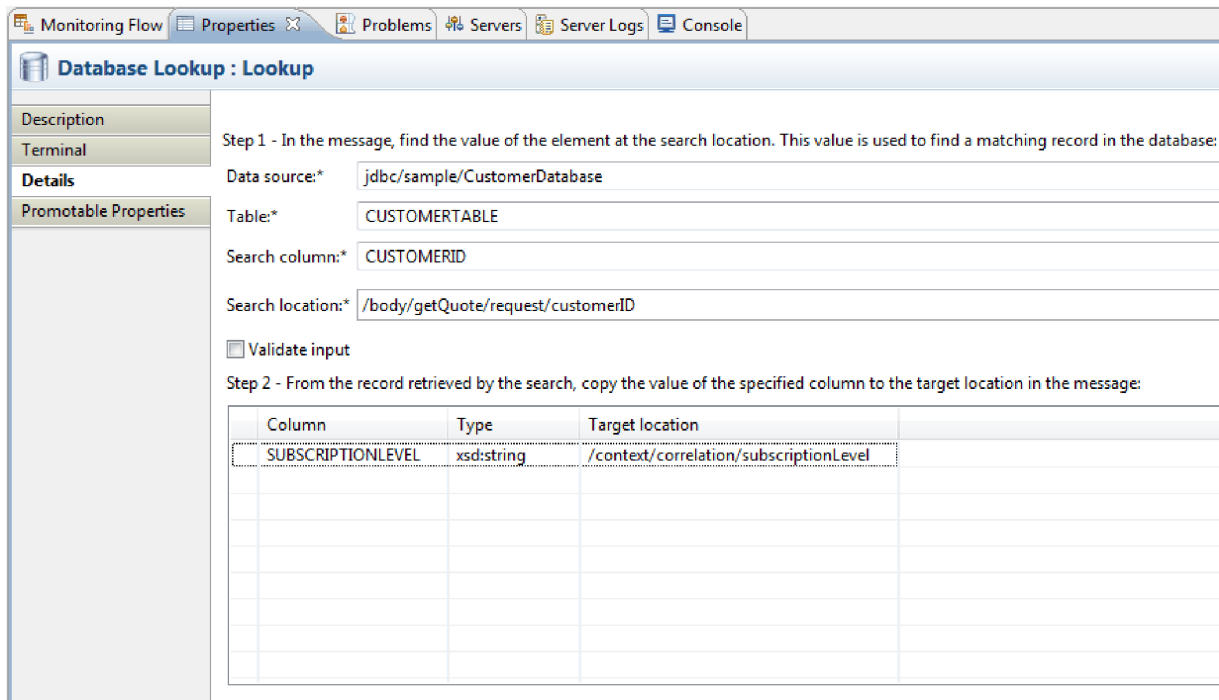 Monitoring Flow Properties Problems Servers Server Logs Console
Database Lookup : Lookup
Description
Terminal
Details
Promotable Properties
Step 1 - In the message, find the value of the element at the search location. This value is used to find a matching record in the database:
Data source:* jdbc/sample/CustomerDatabase
Table:* CUSTOMERTABLE
Search column:* CUSTOMERID
Search location:* /body/getQuote/request/customerID
Validate input
Step 2 - From the record retrieved by the search, copy the value of the specified column to the target location in the message:
Column Type Target location
SUBSCRIPTIONLEVEL xsd:string /context/correlation/subscriptionLevel